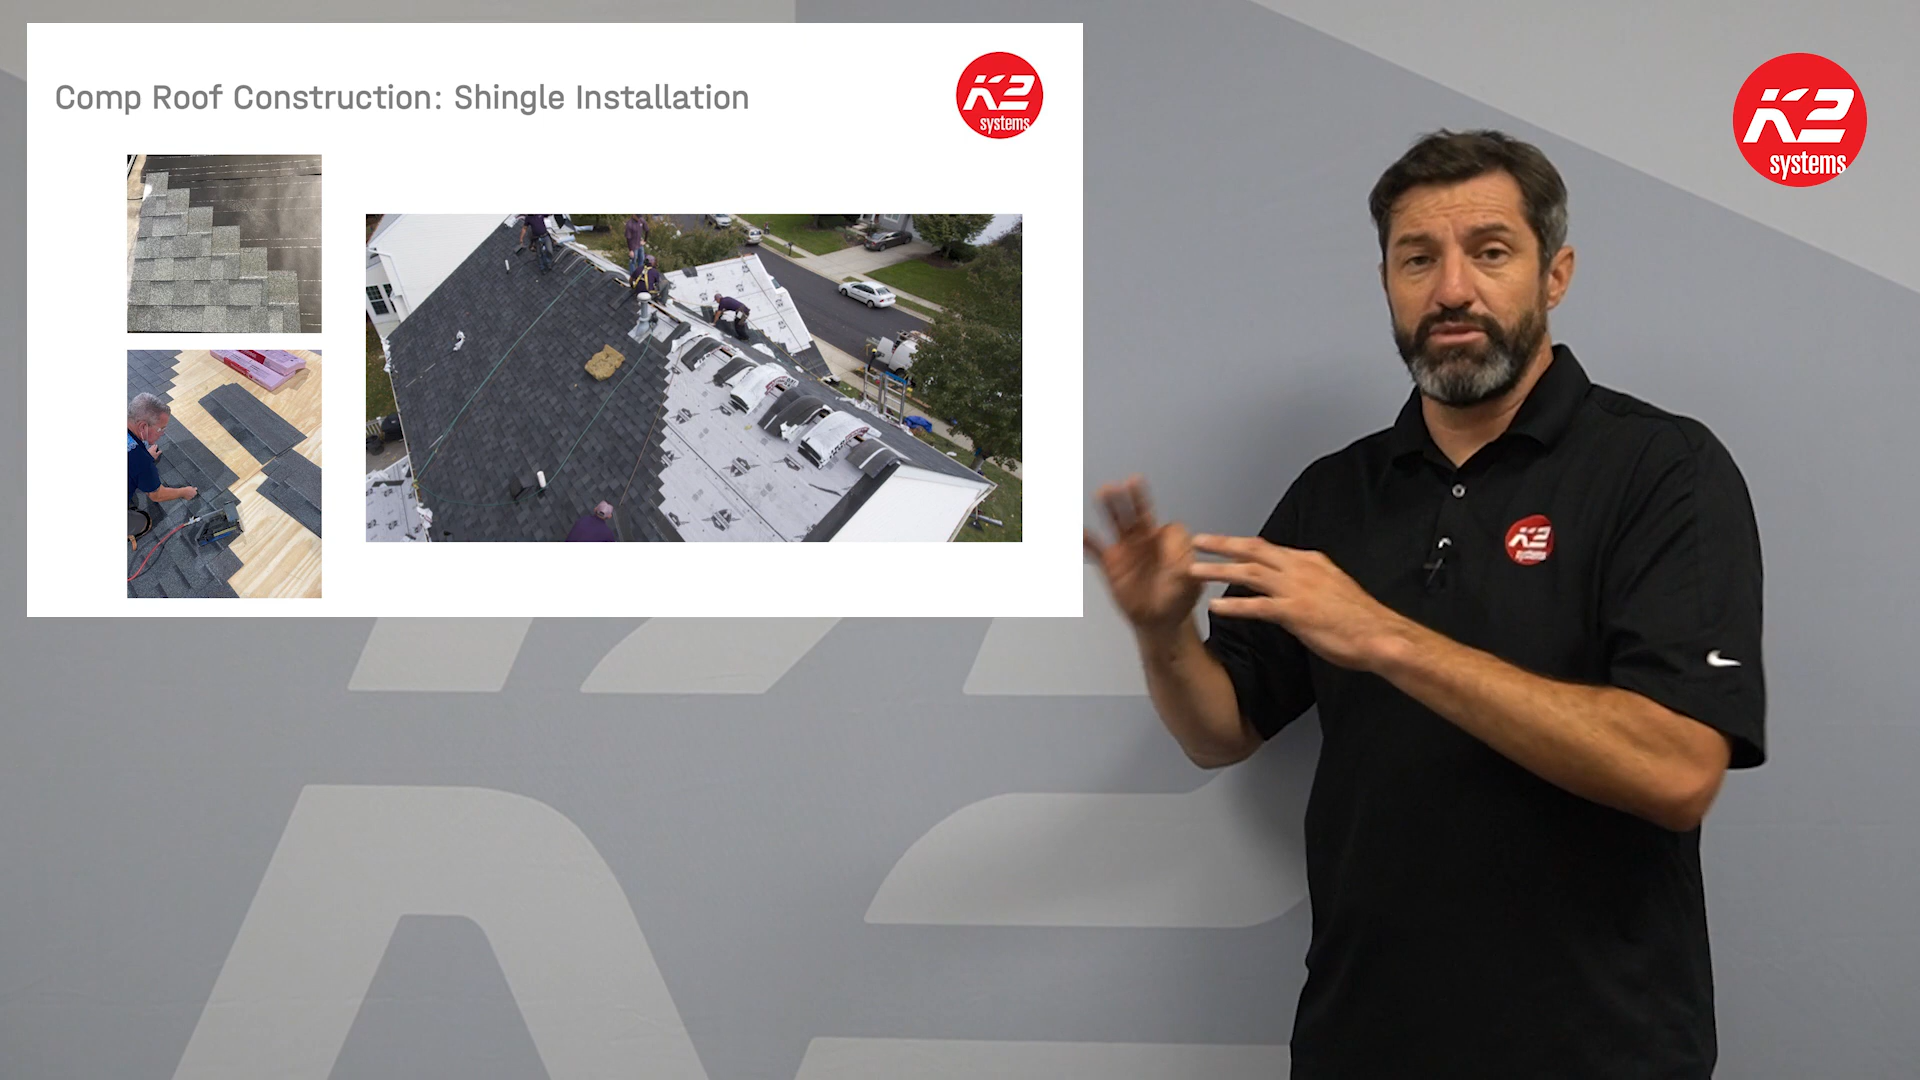 Comp Roof Construction: Shingle Installation
K2
systems
K2
systems
K2
systems